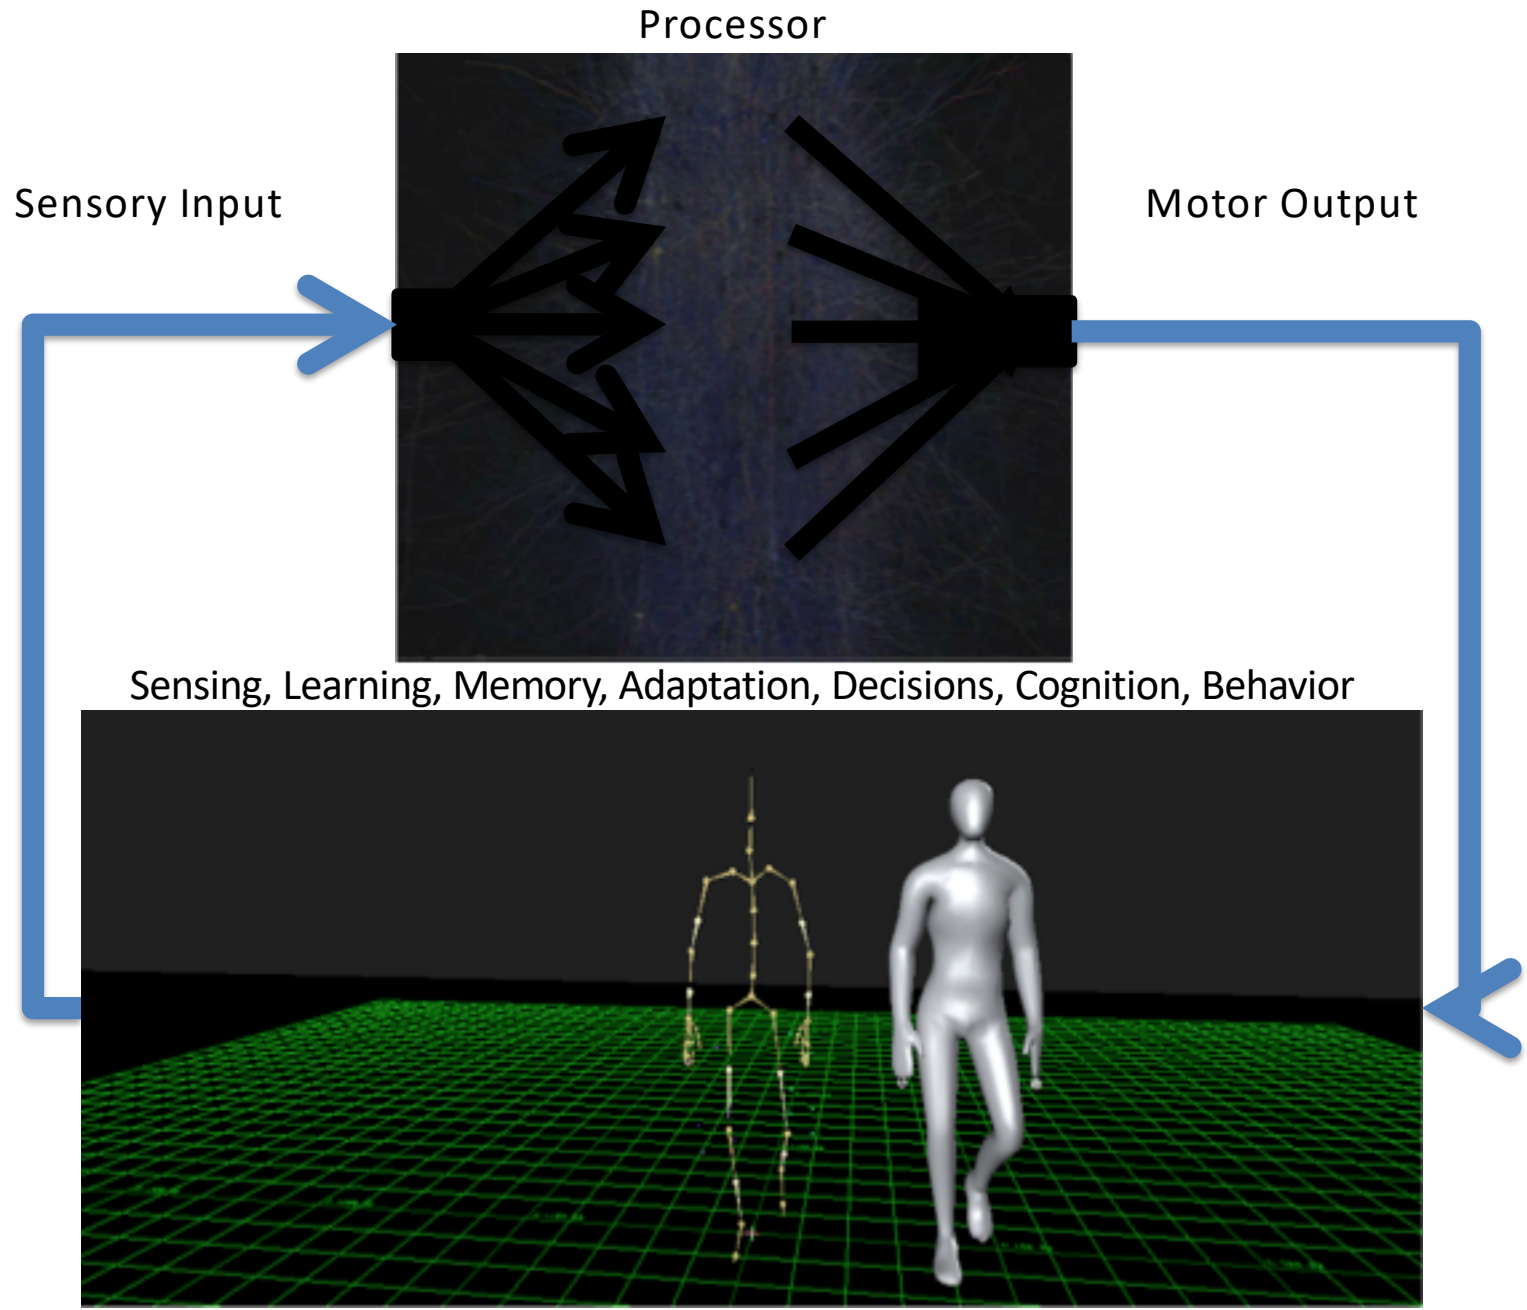 Processor
Sensory Input
Motor Output
Sensing, Learning, Memory, Adaptation, Decisions, Cognition, Behavior